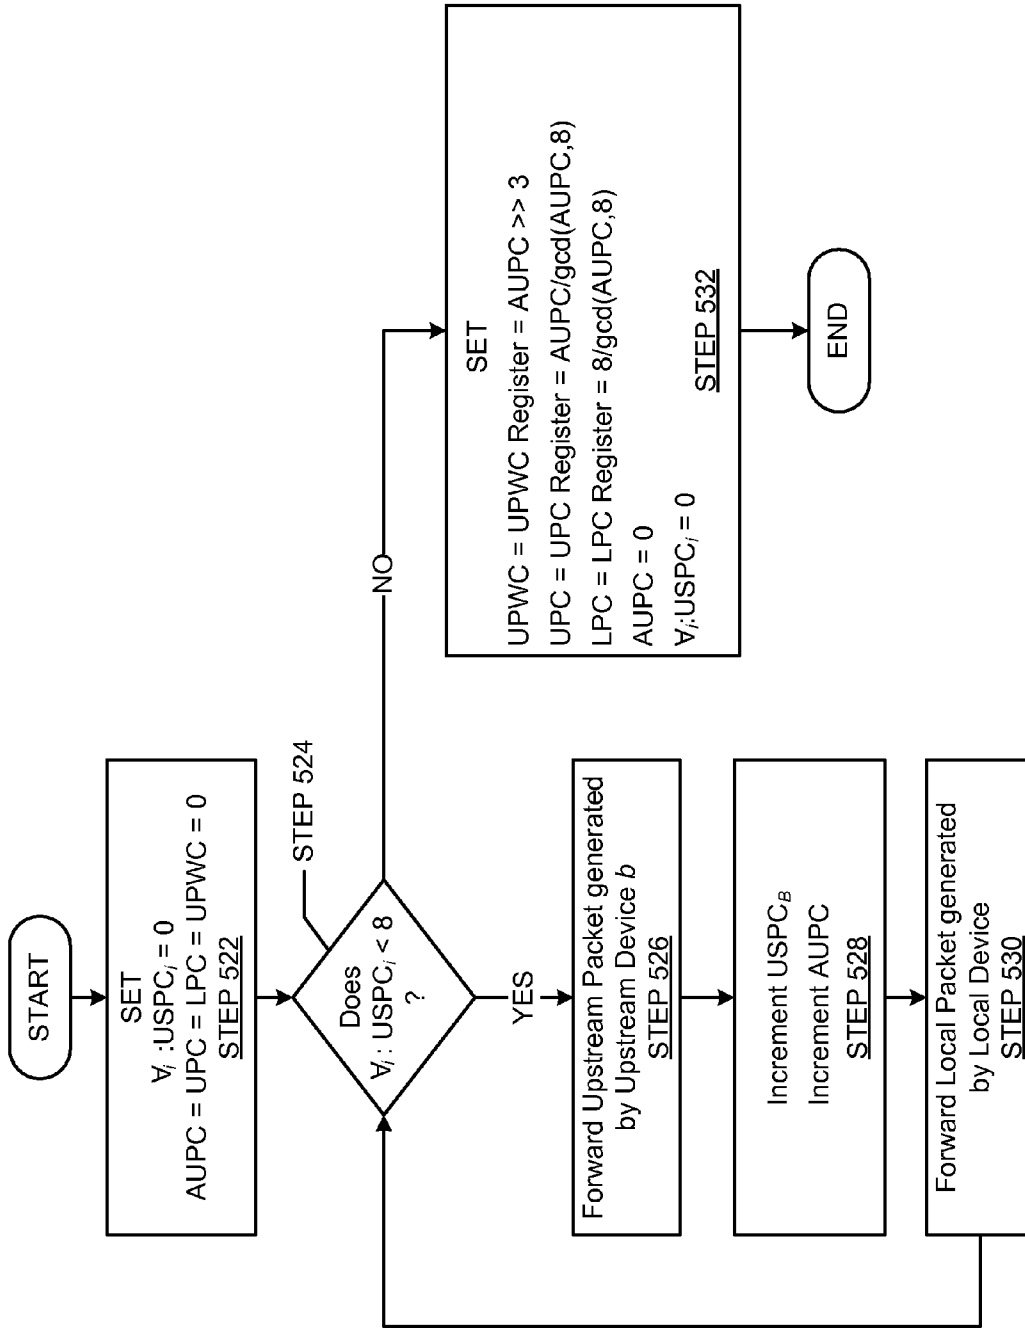 START
SET
∀i :USPCi = 0
AUPC = UPC = LPC = UPWC = 0
STEP 522
STEP 524
Does
∀i : USPCi < 8
?
NO
YES
Forward Upstream Packet generated
by Upstream Device b
STEP 526
Increment USPCB
Increment AUPC
STEP 528
Forward Local Packet generated
by Local Device
STEP 530
SET
UPWC = UPWC Register = AUPC >> 3
UPC = UPC Register = AUPC/gcd(AUPC,8)
LPC = LPC Register = 8/gcd(AUPC,8)
AUPC = 0
∀i:USPCi = 0
STEP 532
END